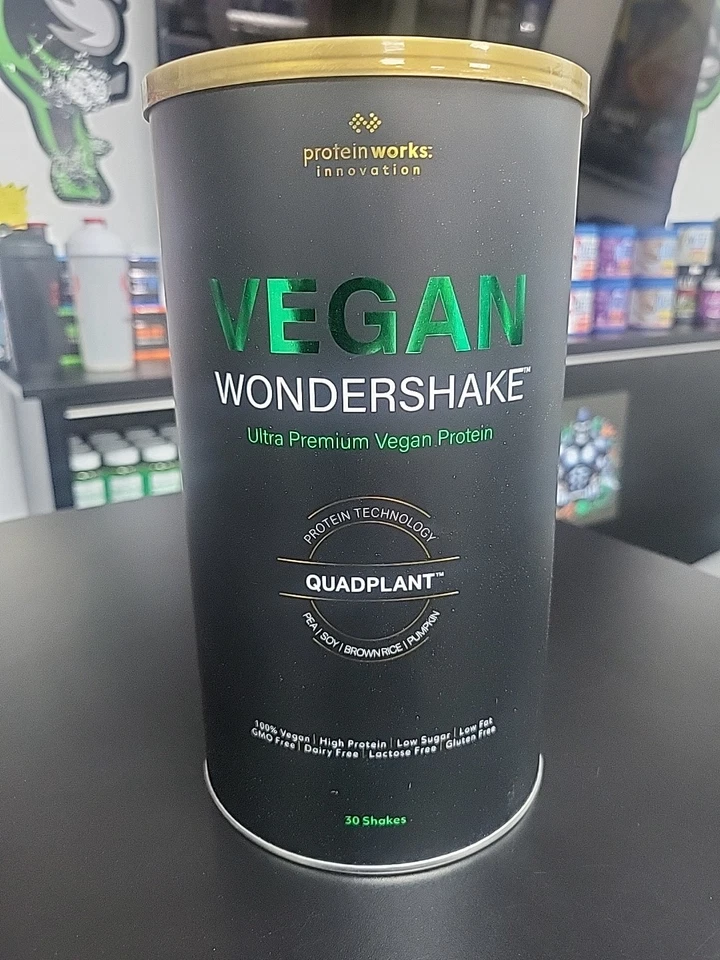 protein works:
innovation
VEGAN
WONDERSHAKE™
Ultra Premium Vegan Protein
PROTEIN TECHNOLOGY
QUADPLANT™
PEA | SOY | BROWN RICE | PUMPKIN
100% Vegan | High Protein | Low Sugar | Low Fat
GMO Free | Dairy Free | Lactose Free | Gluten Free
30 Shakes